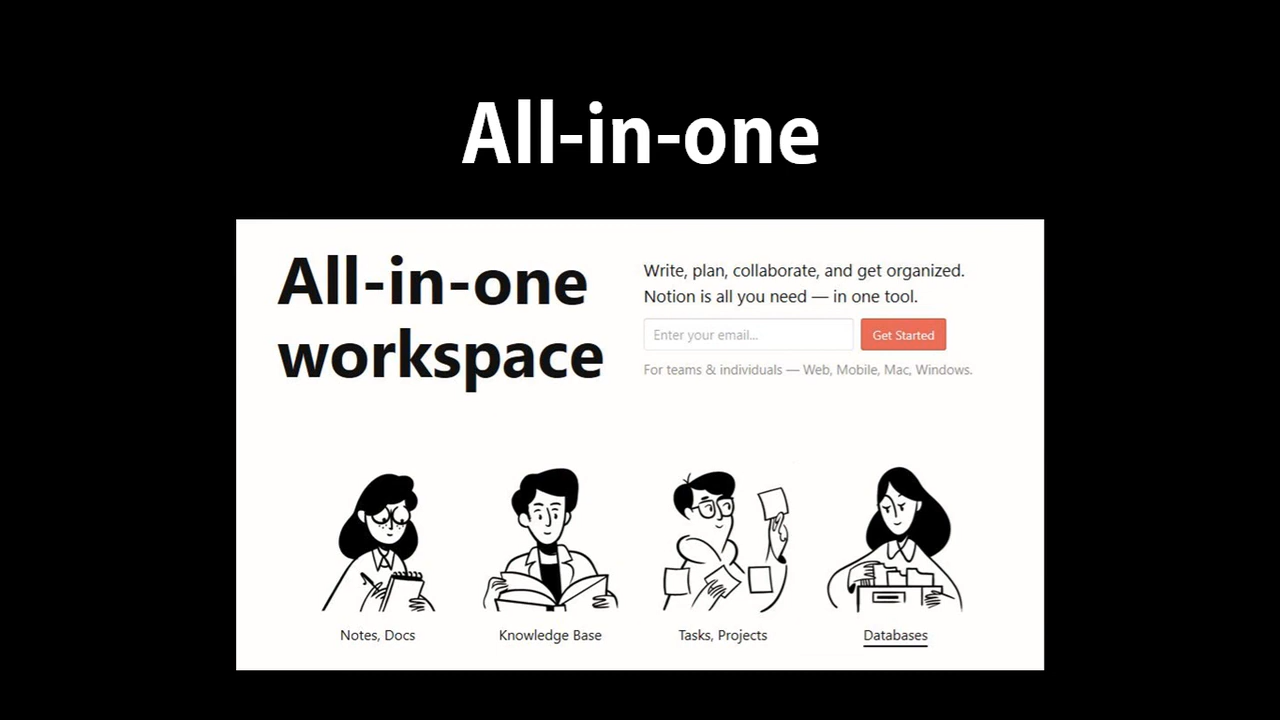 All-in-one
All-in-one
workspace
Write, plan, collaborate, and get organized.
Notion is all you need — in one tool.
Enter your email...
Get Started
For teams & individuals — Web, Mobile, Mac, Windows.
Notes, Docs
Knowledge Base
Tasks, Projects
Databases